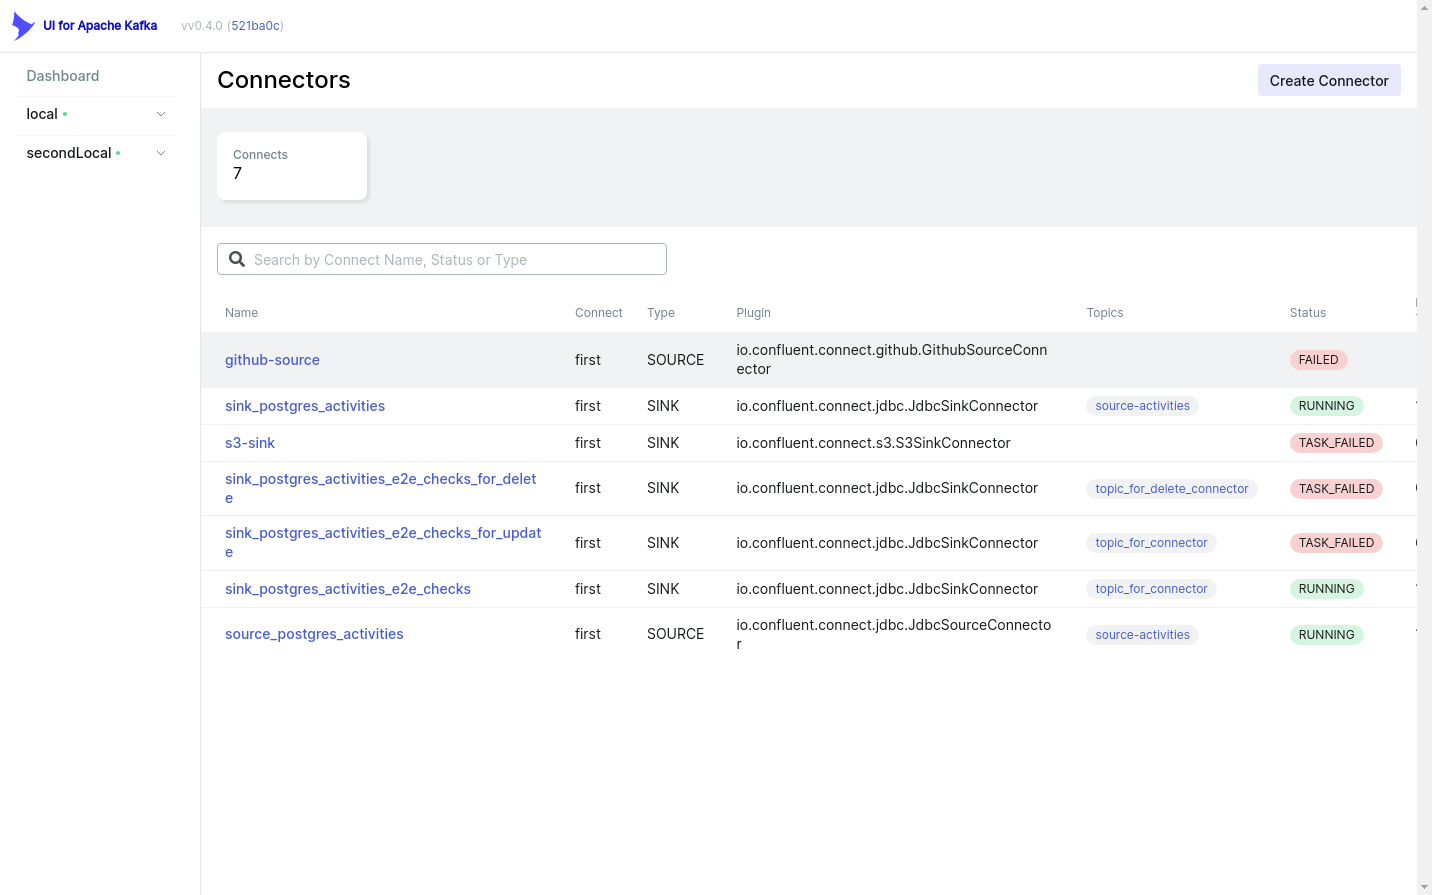 UI for Apache Kafka vv0.4.0 (521ba0c)
Dashboard
local
secondLocal
Connectors
Create Connector
Connects
7
Search by Connect Name, Status or Type
Name Connect Type Plugin Topics Status
github-source first SOURCE io.confluent.connect.github.GithubSourceConn
ector FAILED
sink_postgres_activities first SINK io.confluent.connect.jdbc.JdbcSinkConnector source-activities RUNNING
s3-sink first SINK io.confluent.connect.s3.S3SinkConnector TASK_FAILED
sink_postgres_activities_e2e_checks_for_delet
e first SINK io.confluent.connect.jdbc.JdbcSinkConnector topic_for_delete_connector TASK_FAILED
sink_postgres_activities_e2e_checks_for_updat
e first SINK io.confluent.connect.jdbc.JdbcSinkConnector topic_for_connector TASK_FAILED
sink_postgres_activities_e2e_checks first SINK io.confluent.connect.jdbc.JdbcSinkConnector topic_for_connector RUNNING
source_postgres_activities first SOURCE io.confluent.connect.jdbc.JdbcSourceConnecto
r source-activities RUNNING